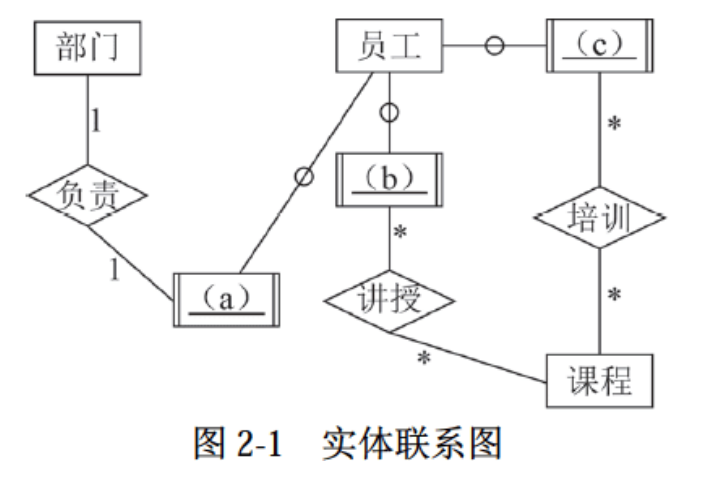 部门
员工
（c）
1
*
（b）
负责
培训
*
1
（a）
讲授
*
*
课程
图 2-1 实体联系图